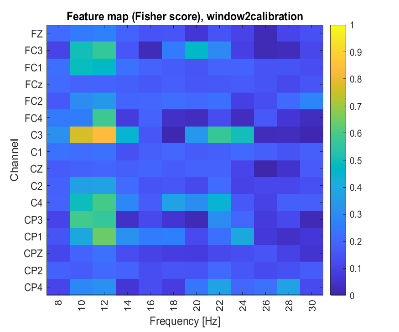 Feature map (Fisher score), window2calibration
Channel
FZ
FC3
FC1
FCz
FC2
FC4
C3
C1
CZ
C2
C4
CP3
CP1
CPZ
CP2
CP4
8 10 12 14 16 18 20 22 24 26 28 30
Frequency [Hz]
1
0.9
0.8
0.7
0.6
0.5
0.4
0.3
0.2
0.1
0